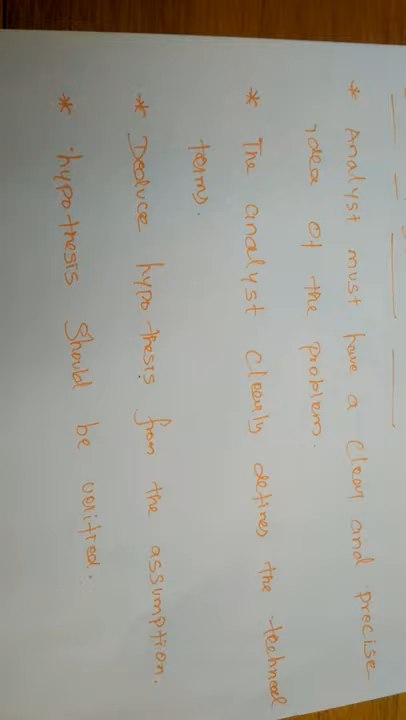 * Analyst must have a clear and precise
idea of the problem.
* The analyst clearly defines the technical
terms.
* Deduce hypothesis from the assumption.
* hypothesis should be verified.